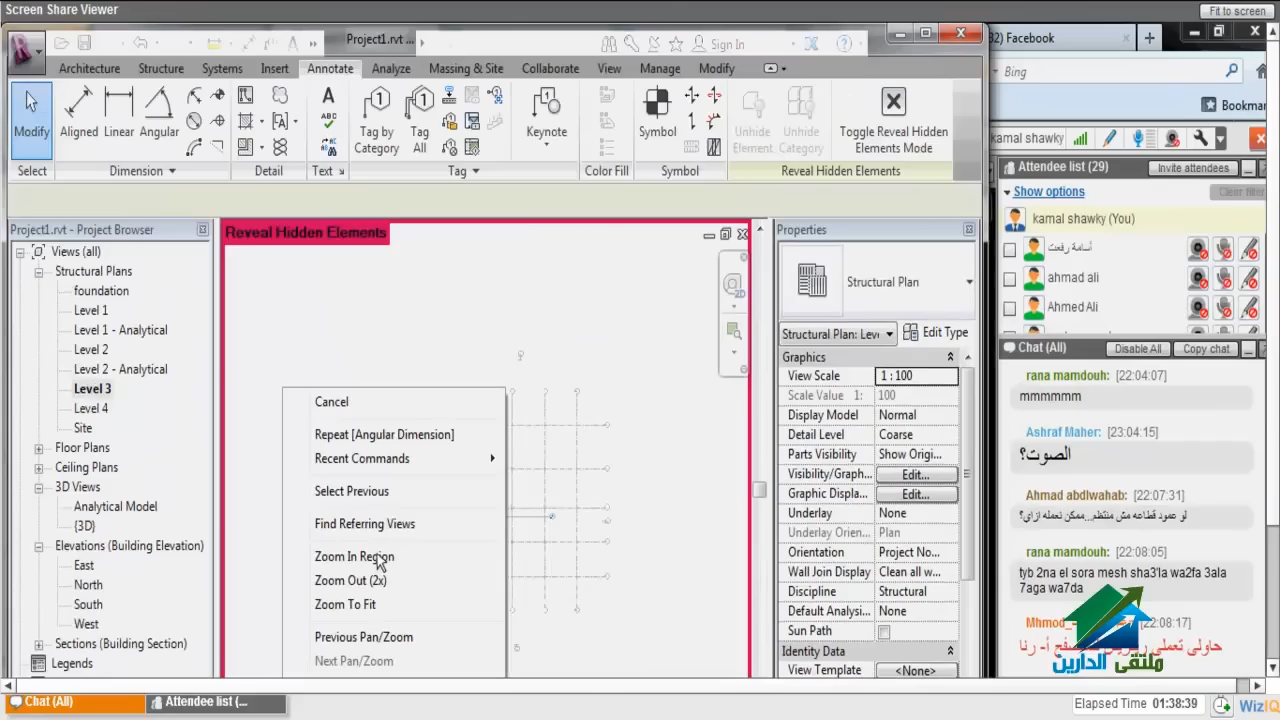 Screen Share Viewer
Fit to screen
Project1.rvt ...
Sign In
32) Facebook
Bing
Bookmar
Architecture Structure Systems Insert Annotate Analyze Massing & Site Collaborate View Manage Modify
Modify
Aligned Linear Angular
Tag by Category
Tag All
Keynote
Symbol
Unhide Element
Unhide Category
Toggle Reveal Hidden Elements Mode
Select Dimension Detail Text Tag Color Fill Symbol Reveal Hidden Elements
kamal shawky
Attendee list (29)
Invite attendees
Show options
Clear filter
kamal shawky (You)
أسامة رفعت
ahmad ali
Ahmed Ali
Chat (All)
Disable All
Copy chat
rana mamdouh: [22:04:07]
mmmmmm
Ashraf Maher: [23:04:15]
الصوت؟
Ahmad abdlwahab: [22:07:31]
لو عمود قطاعه مش منتظم...ممكن نعمله ازاى؟
rana mamdouh: [22:08:05]
tyb 2na el sora mesh sha3'la wa2fa 3ala
7aga wa7da
[22:08:17]
ملتقى الدارين
Project1.rvt - Project Browser
Views (all)
Structural Plans
foundation
Level 1
Level 1 - Analytical
Level 2
Level 2 - Analytical
Level 3
Level 4
Site
Floor Plans
Ceiling Plans
3D Views
Analytical Model
{3D}
Elevations (Building Elevation)
East
North
South
West
Sections (Building Section)
Legends
Reveal Hidden Elements
2D
Cancel
Repeat [Angular Dimension]
Recent Commands
Select Previous
Find Referring Views
Zoom In Region
Zoom Out (2x)
Zoom To Fit
Previous Pan/Zoom
Next Pan/Zoom
Properties
Structural Plan
Structural Plan: Leve
Edit Type
Graphics
View Scale 1 : 100
Scale Value 1: 100
Display Model Normal
Detail Level Coarse
Parts Visibility Show Origi...
Visibility/Graph... Edit...
Graphic Displa... Edit...
Underlay None
Underlay Orien... Plan
Orientation Project No...
Wall Join Display Clean all w...
Discipline Structural
Default Analysi... None
Sun Path
Identity Data
View Template <None>
Chat (All)
Attendee list (...
Elapsed Time 01:38:39
WizIQ